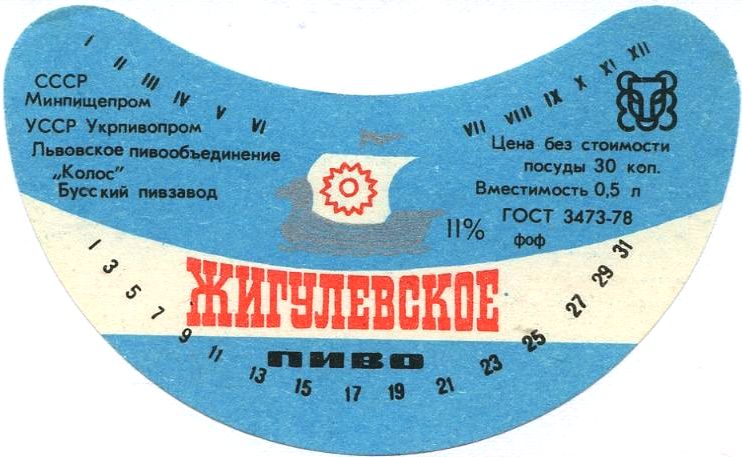 I II III IV V VI VII VIII IX X XI XII
СССР
Минпищепром
УССР Укрпивопром
Львовское пивообъединение
„Колос"
Бусский пивзавод
Цена без стоимости
посуды 30 коп.
Вместимость 0,5 л
ГОСТ 3473-78
фоф
11%
ЖИГУЛЕВСКОЕ
ПИВО
1 3 5 7 9 11 13 15 17 19 21 23 25 27 29 31